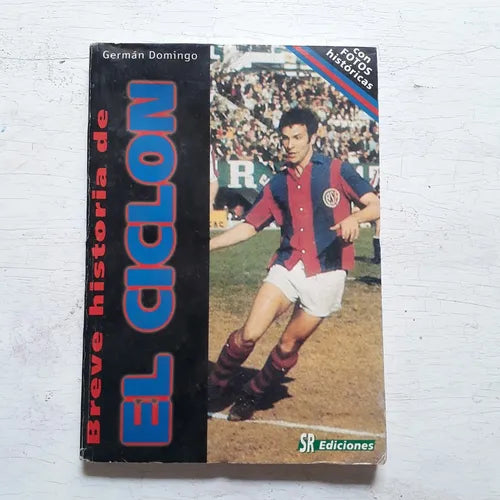 Germán Domingo
con
FOTOS
históricas
Breve historia de
EL CICLON
SR Ediciones